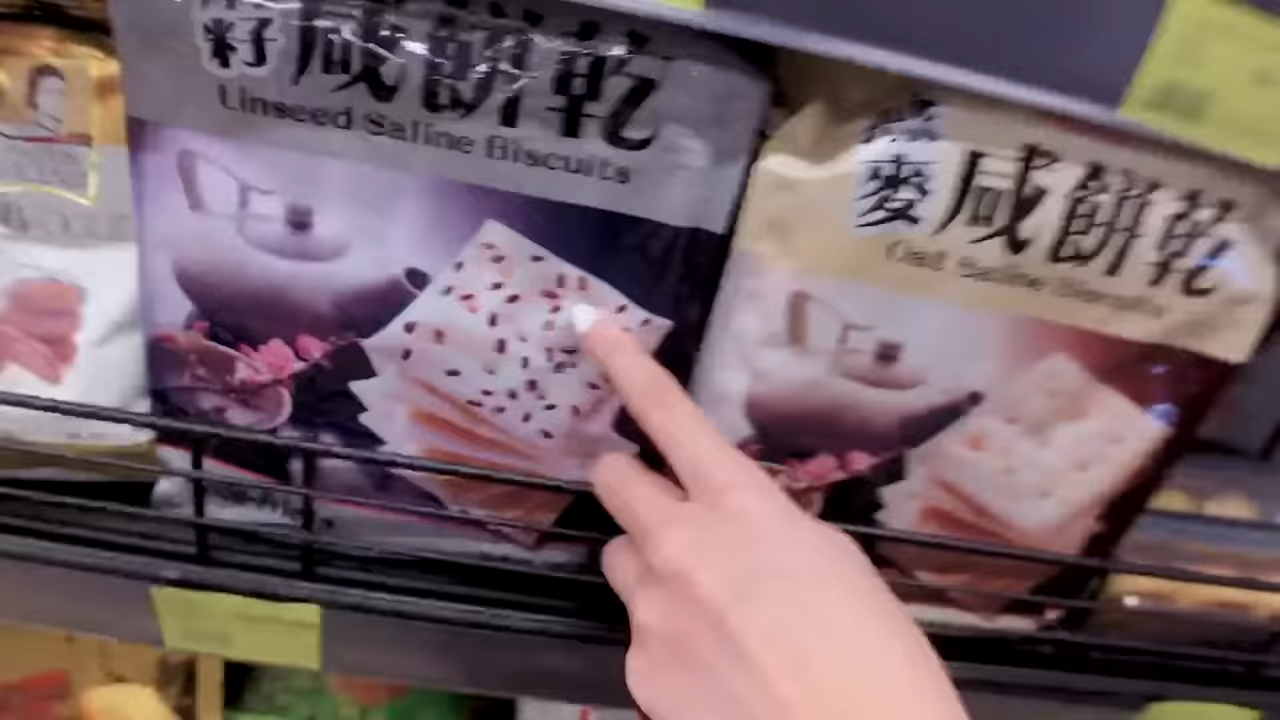 籽咸餅乾
Linseed Saline Biscuits
麥咸餅乾
Oat Saline Biscuits